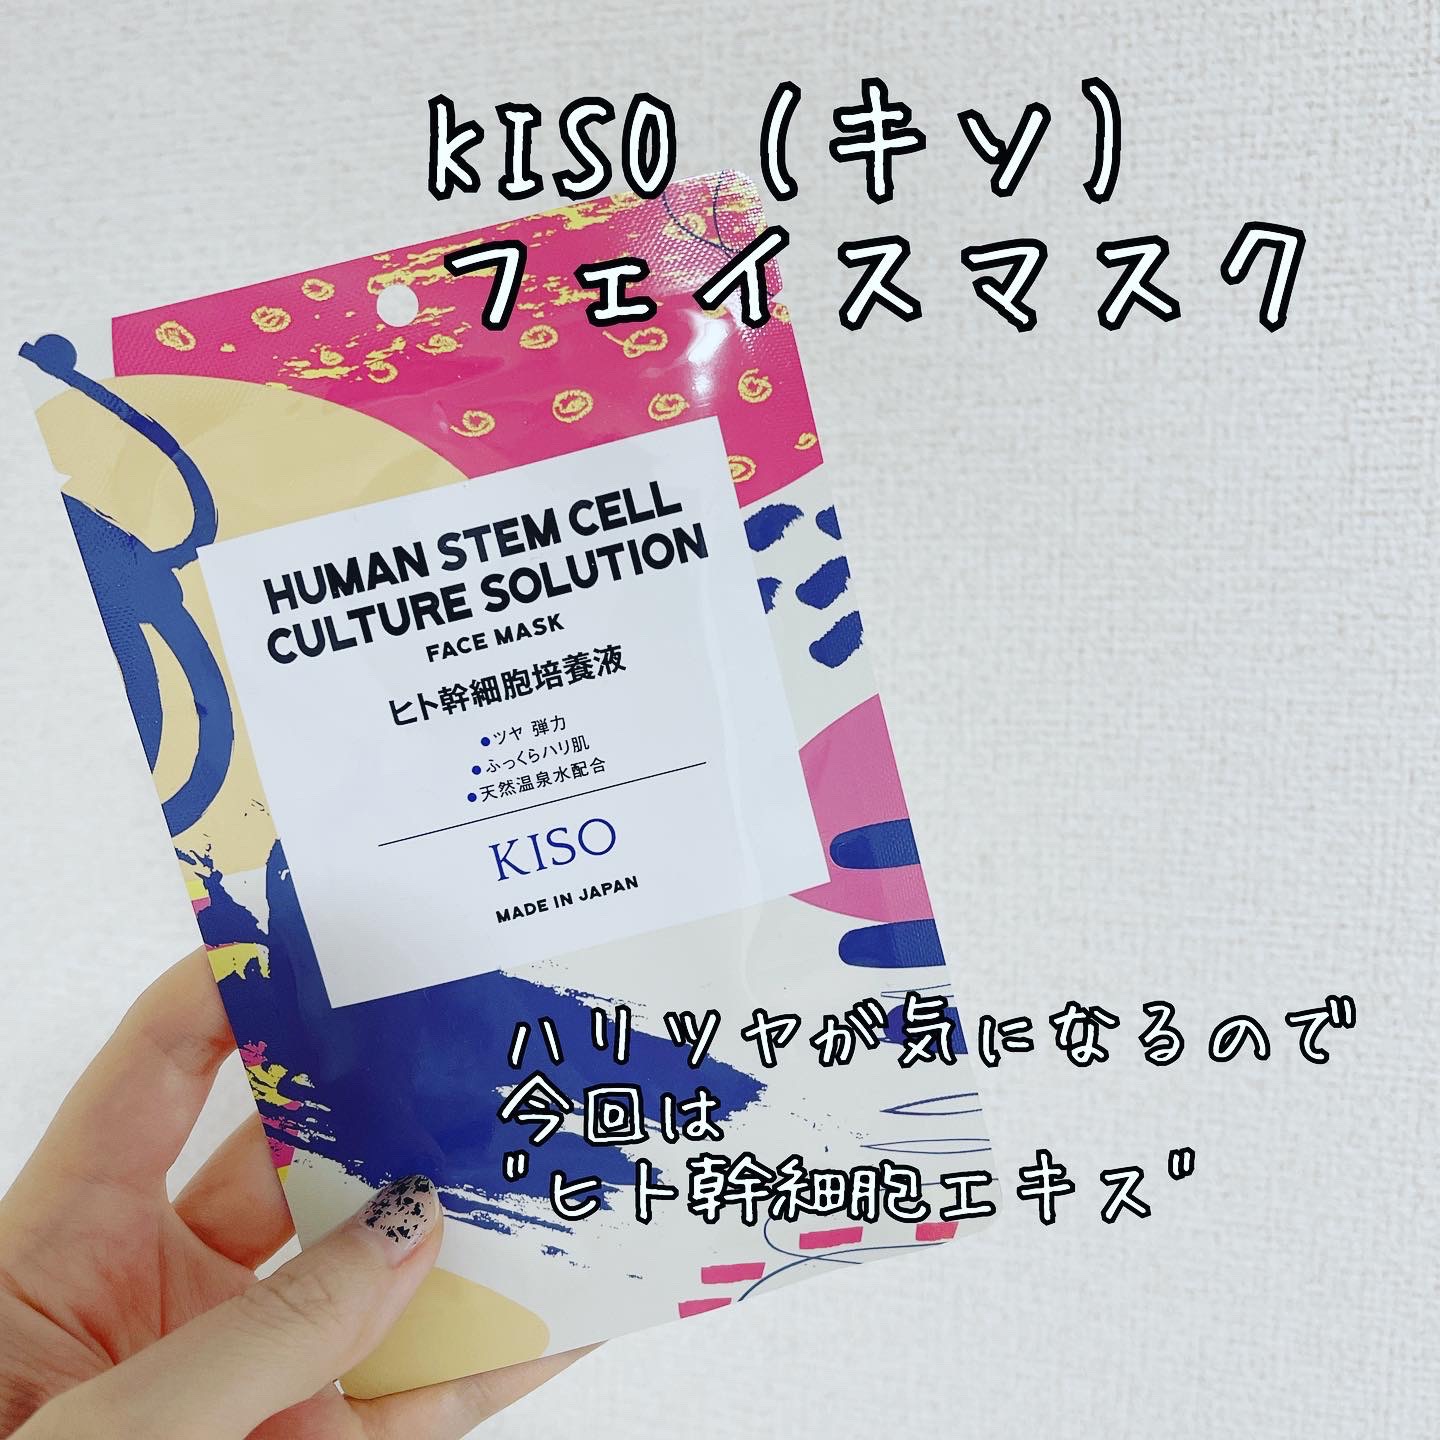 KISO（キソ）
フェイスマスク
HUMAN STEM CELL
CULTURE SOLUTION
FACE MASK
ヒト幹細胞培養液
●ツヤ 弾力
●ふっくらハリ肌
●天然温泉水配合
KISO
MADE IN JAPAN
ハリツヤが気になるので
今回は
"ヒト幹細胞エキス"